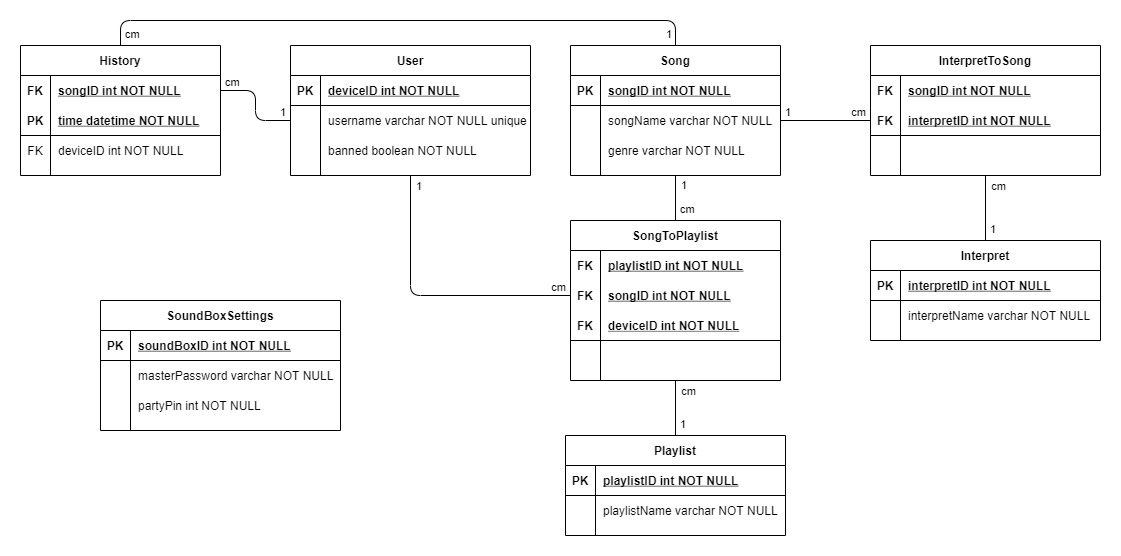 cm
1
History
FK songID int NOT NULL
PK time datetime NOT NULL
FK deviceID int NOT NULL
cm
1
User
PK deviceID int NOT NULL
username varchar NOT NULL unique
banned boolean NOT NULL
1
cm
Song
PK songID int NOT NULL
songName varchar NOT NULL
genre varchar NOT NULL
1
cm
1
cm
InterpretToSong
FK songID int NOT NULL
FK interpretID int NOT NULL
cm
1
SongToPlaylist
FK playlistID int NOT NULL
FK songID int NOT NULL
FK deviceID int NOT NULL
cm
1
Interpret
PK interpretID int NOT NULL
interpretName varchar NOT NULL
SoundBoxSettings
PK soundBoxID int NOT NULL
masterPassword varchar NOT NULL
partyPin int NOT NULL
Playlist
PK playlistID int NOT NULL
playlistName varchar NOT NULL